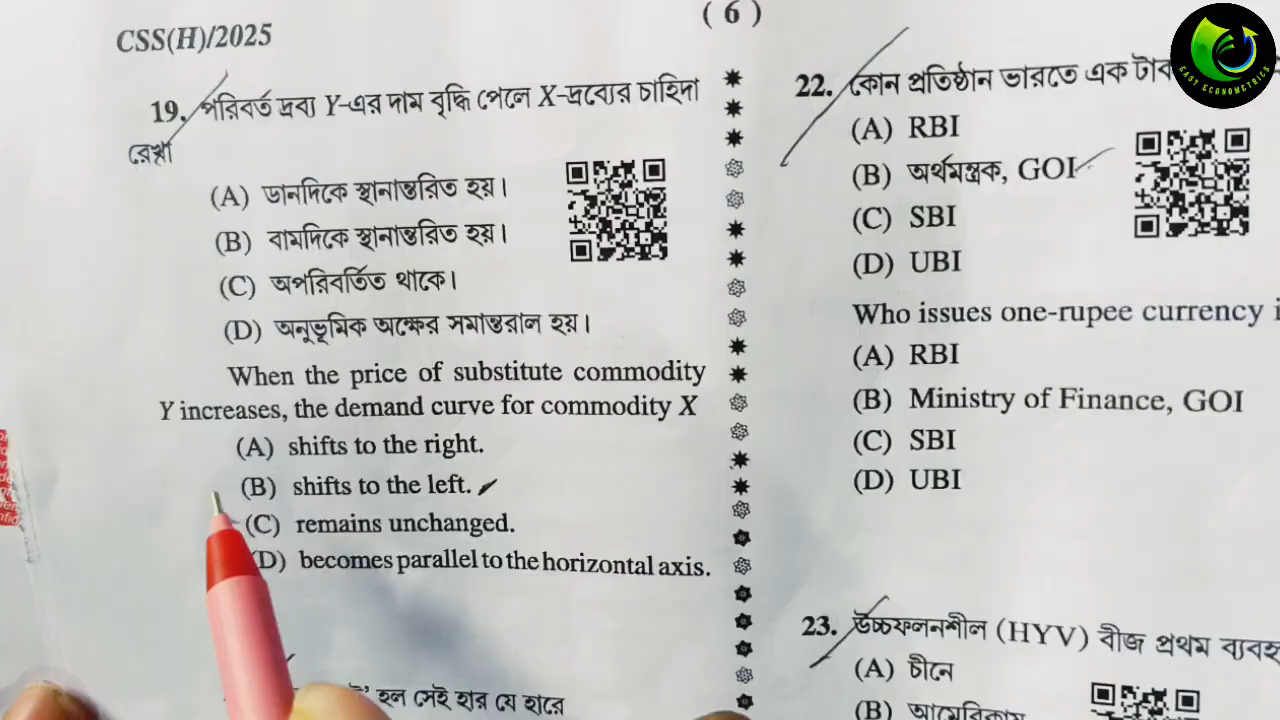 ( 6 )
CSS(H)/2025
19. পরিবর্ত দ্রব্য Y-এর দাম বৃদ্ধি পেলে X-দ্রব্যের চাহিদা
রেখা
(A) ডানদিকে স্থানান্তরিত হয়।
(B) বামদিকে স্থানান্তরিত হয়।
(C) অপরিবর্তিত থাকে।
(D) অনুভূমিক অক্ষের সমান্তরাল হয়।
When the price of substitute commodity
Y increases, the demand curve for commodity X
(A) shifts to the right.
(B) shifts to the left.
(C) remains unchanged.
D) becomes parallel to the horizontal axis.
হল সেই হার যে হারে
22. কোন প্রতিষ্ঠান ভারতে এক
(A) RBI
(B) অর্থমন্ত্রক, GOI
(C) SBI
(D) UBI
Who issues one-rupee currency
(A) RBI
(B) Ministry of Finance, GOI
(C) SBI
(D) UBI
23. উচ্চফলনশীল (HYV) বীজ প্রথম
(A) চীনে
(B) আমেরিকায়
EASY ECONOMETRICS